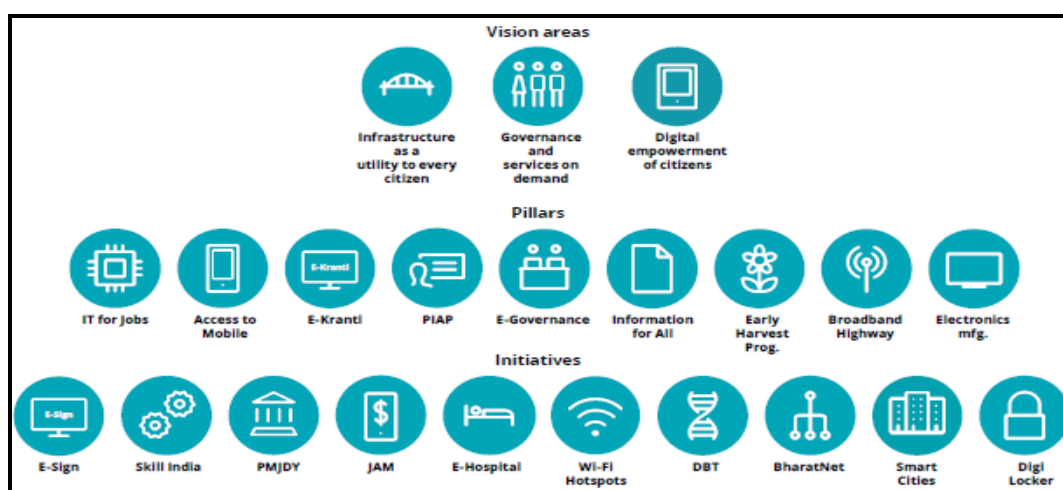 Vision areas
Infrastructure
as a
utility to every
citizen
Governance
and
services on
demand
Digital
empowerment
of citizens
Pillars
E-Kranti
IT for Jobs
Access to
Mobile
E-Kranti
PIAP
E-Governance
Information
for All
Early
Harvest
Prog.
Broadband
Highway
Electronics
mfg.
Initiatives
E-Sign
$
E-Sign
Skill India
PMJDY
JAM
E-Hospital
Wi-Fi
Hotspots
DBT
BharatNet
Smart
Cities
Digi
Locker